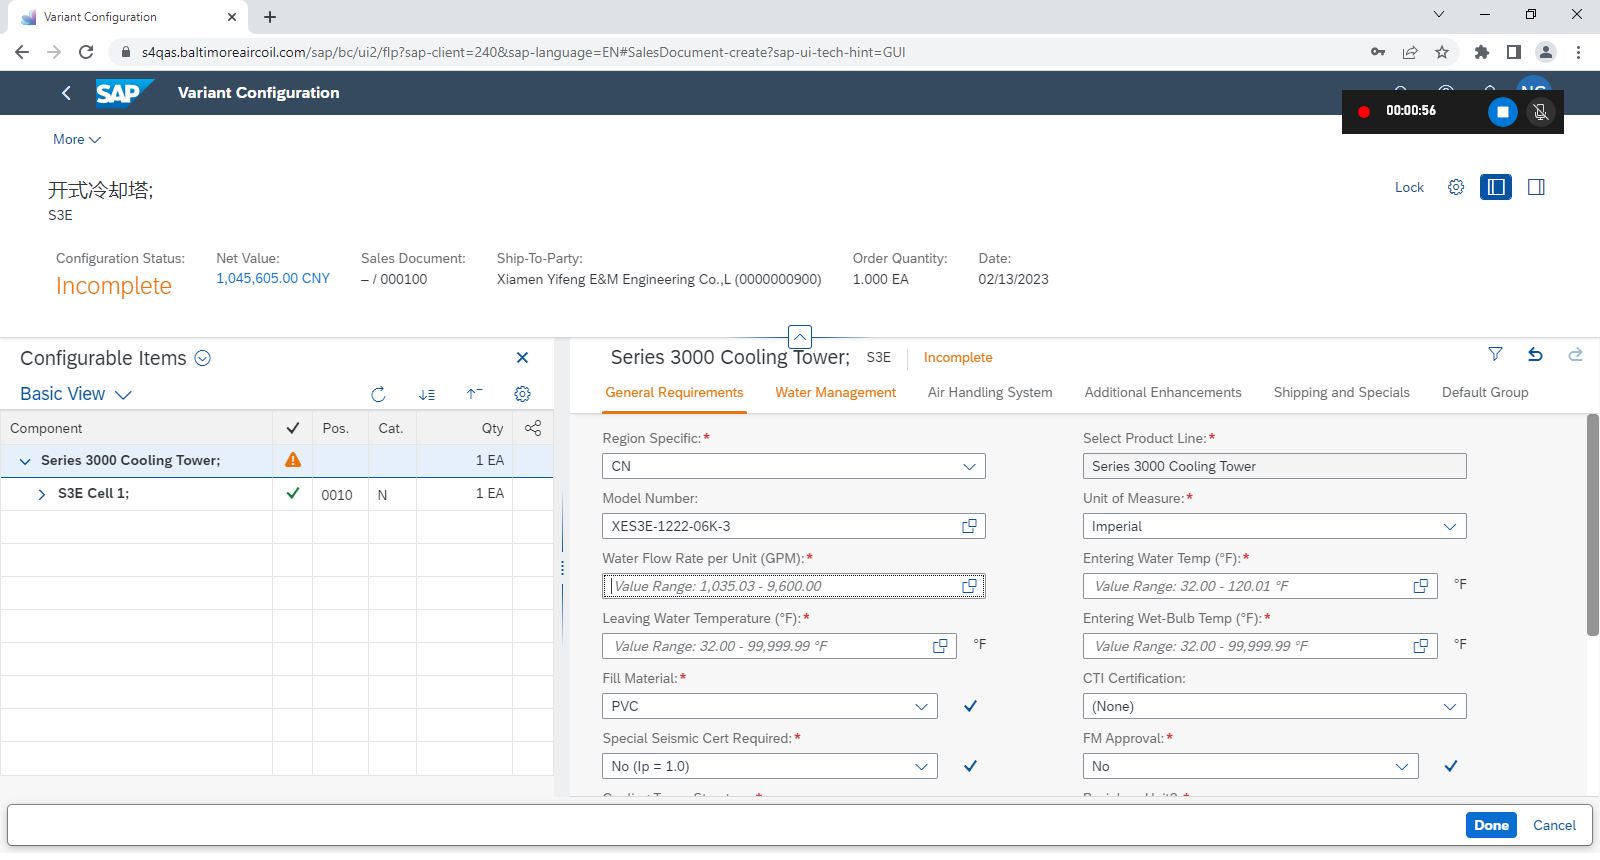 Variant Configuration
s4qas.baltimoreaircoil.com/sap/bc/ui2/flp?sap-client=240&sap-language=EN#SalesDocument-create?sap-ui-tech-hint=GUI
SAP Variant Configuration
00:00:56
More
开式冷却塔;
S3E
Lock
Configuration Status: Net Value: Sales Document: Ship-To-Party: Order Quantity: Date:
Incomplete 1,045,605.00 CNY – / 000100 Xiamen Yifeng E&M Engineering Co.,L (0000000900) 1.000 EA 02/13/2023
Configurable Items
Basic View
Component Pos. Cat. Qty
Series 3000 Cooling Tower; 1 EA
S3E Cell 1; 0010 N 1 EA
Series 3000 Cooling Tower; S3E Incomplete
General Requirements Water Management Air Handling System Additional Enhancements Shipping and Specials Default Group
Region Specific:* Select Product Line:*
CN Series 3000 Cooling Tower
Model Number: Unit of Measure:*
XES3E-1222-06K-3 Imperial
Water Flow Rate per Unit (GPM):* Entering Water Temp (°F):*
Value Range: 1,035.03 - 9,600.00 Value Range: 32.00 - 120.01 °F °F
Leaving Water Temperature (°F):* Entering Wet-Bulb Temp (°F):*
Value Range: 32.00 - 99,999.99 °F °F Value Range: 32.00 - 99,999.99 °F °F
Fill Material:* CTI Certification:
PVC (None)
Special Seismic Cert Required:* FM Approval:*
No (Ip = 1.0) No
Done Cancel